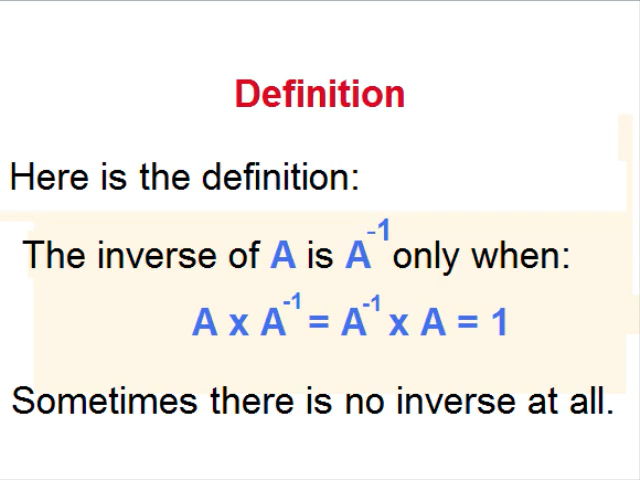 Definition
Here is the definition:
The inverse of A is A⁻¹ only when:
A x A⁻¹ = A⁻¹ x A = 1
Sometimes there is no inverse at all.